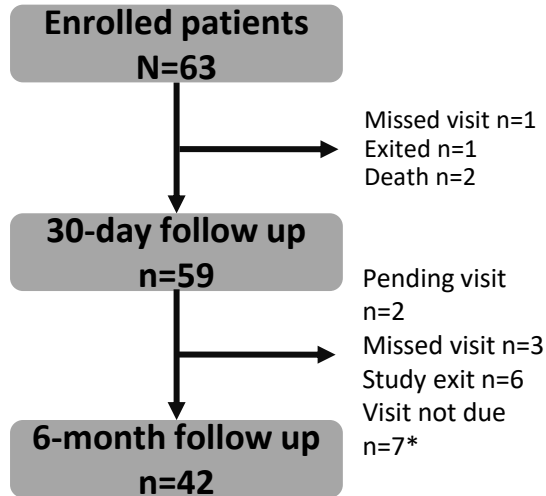 Enrolled patients
N=63
Missed visit n=1
Exited n=1
Death n=2
30-day follow up
n=59
Pending visit
n=2
Missed visit n=3
Study exit n=6
Visit not due
n=7*
6-month follow up
n=42